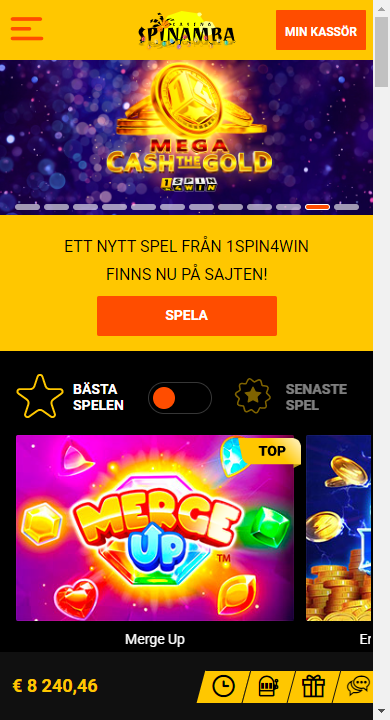 CASINO
SPINAMBA
MIN KASSÖR
MEGA
CASH THE GOLD
1SPIN
4WIN
ETT NYTT SPEL FRÅN 1SPIN4WIN
FINNS NU PÅ SAJTEN!
SPELA
BÄSTA
SPELEN
SENASTE
SPEL
TOP
MERGE
UP
TM
Merge Up
€ 8 240,46